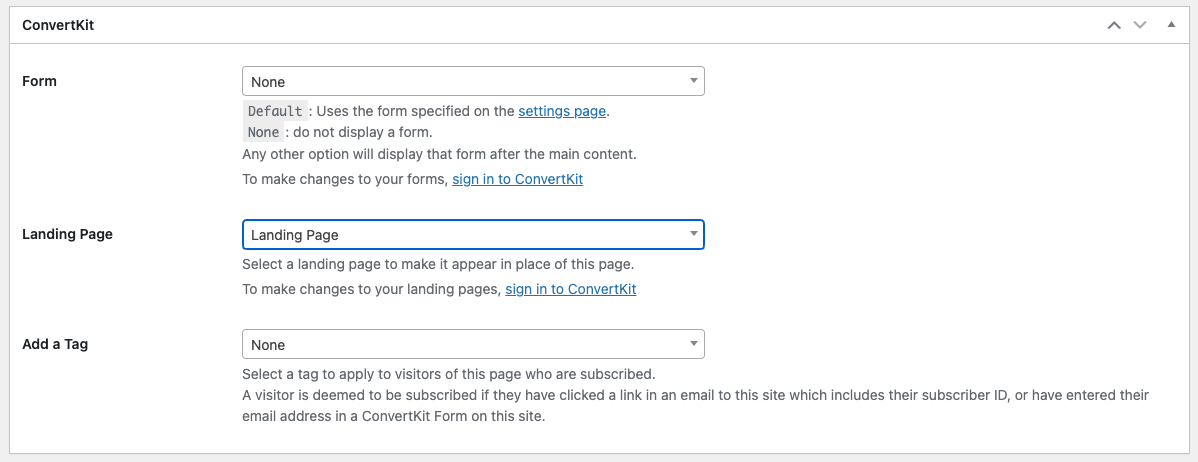 ConvertKit
Form
None
Default : Uses the form specified on the settings page.
None : do not display a form.
Any other option will display that form after the main content.
To make changes to your forms, sign in to ConvertKit
Landing Page
Landing Page
Select a landing page to make it appear in place of this page.
To make changes to your landing pages, sign in to ConvertKit
Add a Tag
None
Select a tag to apply to visitors of this page who are subscribed.
A visitor is deemed to be subscribed if they have clicked a link in an email to this site which includes their subscriber ID, or have entered their
email address in a ConvertKit Form on this site.